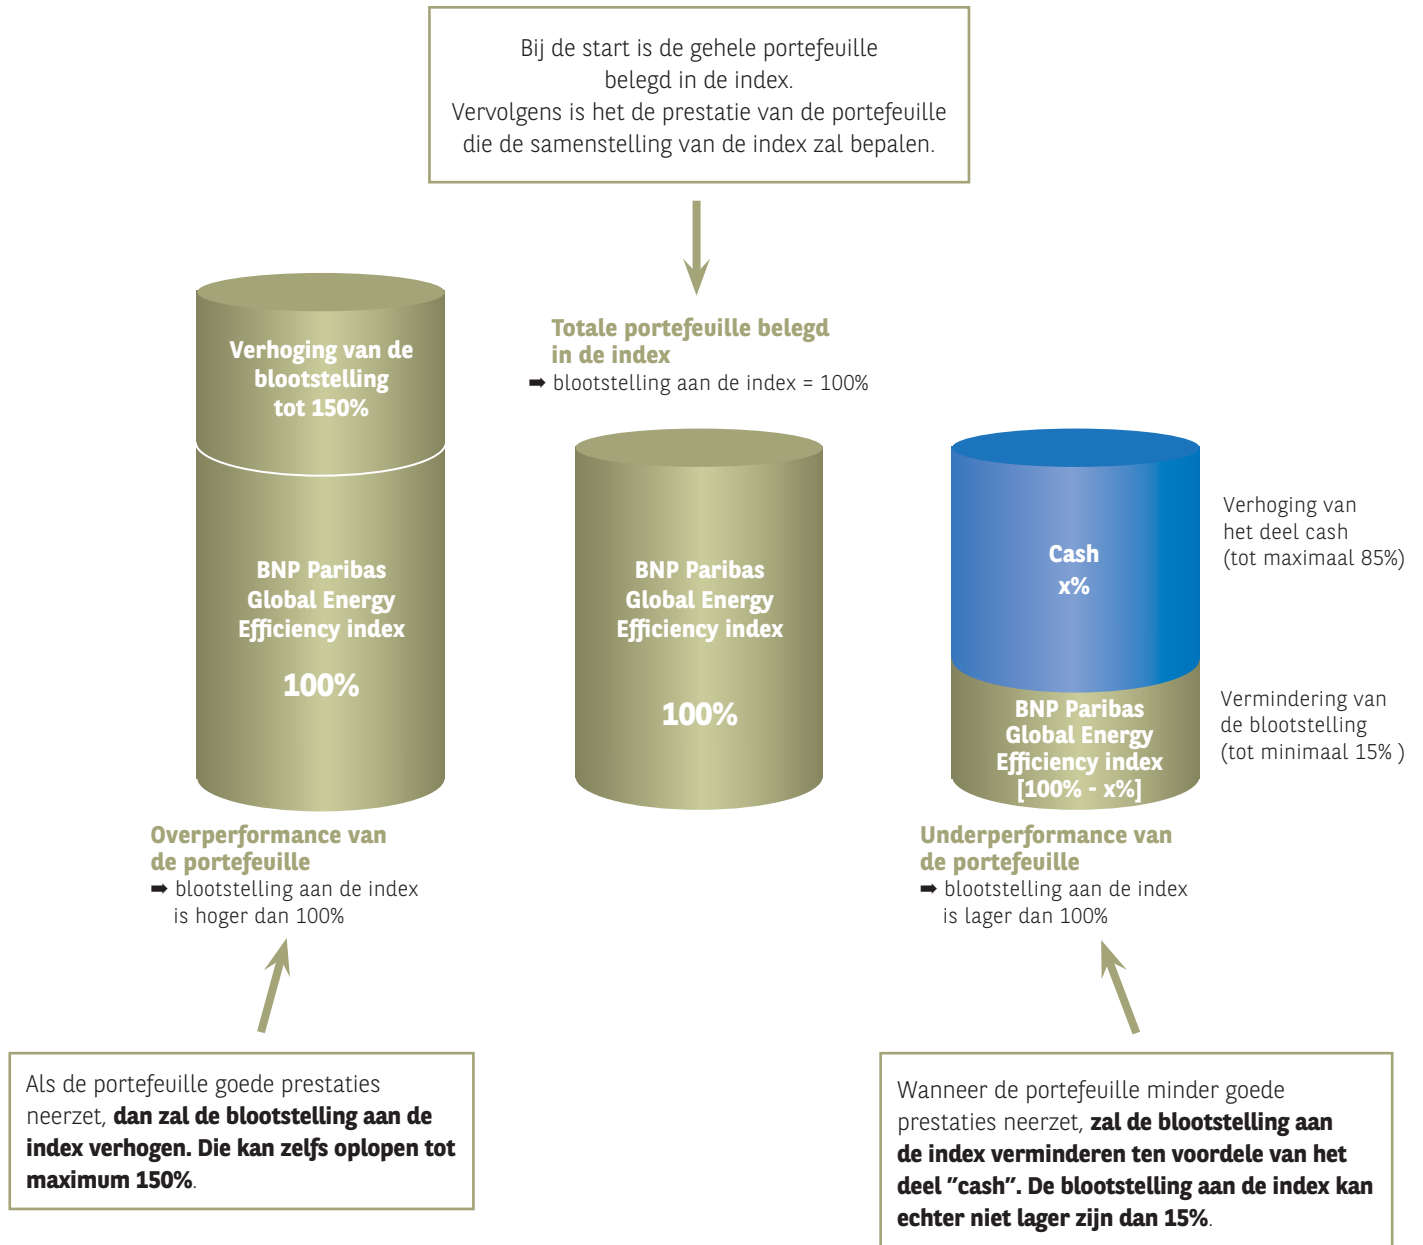 Bij de start is de gehele portefeuille
belegd in de index.
Vervolgens is het de prestatie van de portefeuille
die de samenstelling van de index zal bepalen.
Verhoging van de
blootstelling
tot 150%
BNP Paribas
Global Energy
Efficiency index
100%
Overperformance van
de portefeuille
➡ blootstelling aan de index
is hoger dan 100%
Als de portefeuille goede prestaties
neerzet, dan zal de blootstelling aan de
index verhogen. Die kan zelfs oplopen tot
maximum 150%.
Totale portefeuille belegd
in de index
➡ blootstelling aan de index = 100%
BNP Paribas
Global Energy
Efficiency index
100%
Cash
x%
BNP Paribas
Global Energy
Efficiency index
[100% - x%]
Verhoging van
het deel cash
(tot maximaal 85%)
Vermindering van
de blootstelling
(tot minimaal 15% )
Underperformance van
de portefeuille
➡ blootstelling aan de index
is lager dan 100%
Wanneer de portefeuille minder goede
prestaties neerzet, zal de blootstelling aan
de index verminderen ten voordele van het
deel "cash". De blootstelling aan de index kan
echter niet lager zijn dan 15%.